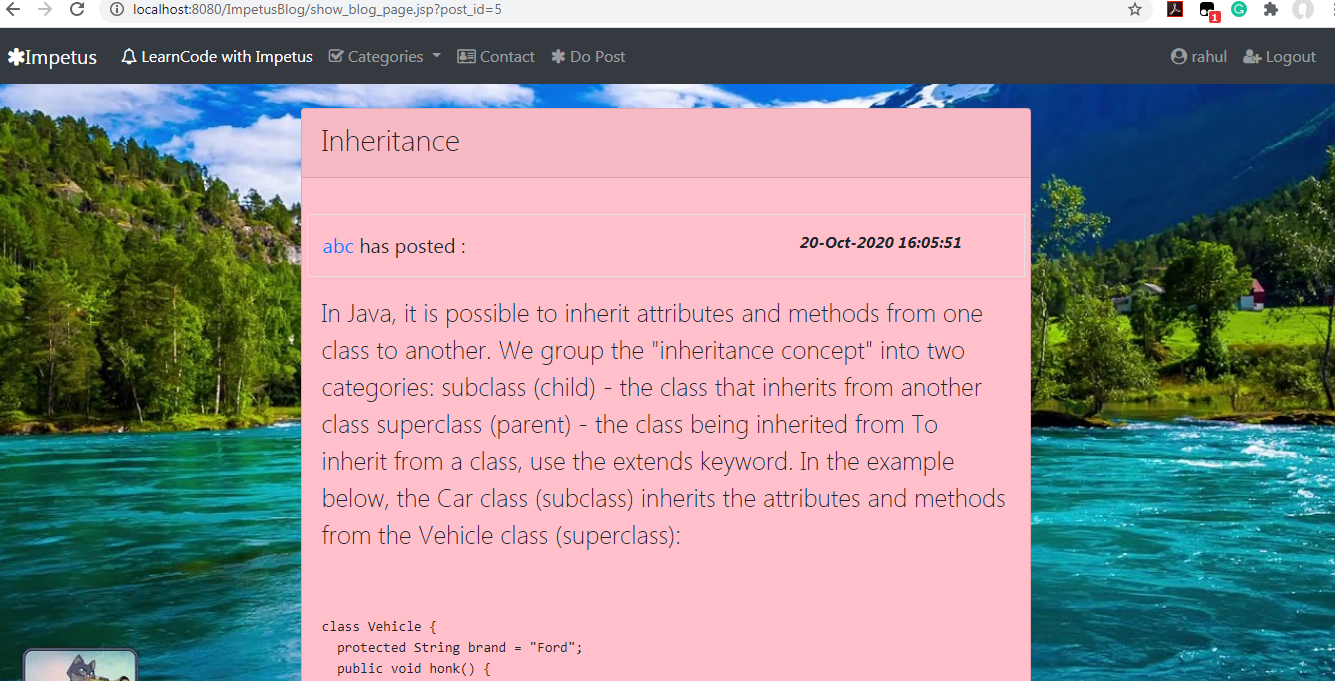 localhost:8080/ImpetusBlog/show_blog_page.jsp?post_id=5
1
Impetus LearnCode with Impetus Categories Contact Do Post rahul Logout
Inheritance
abc has posted : 20-Oct-2020 16:05:51
In Java, it is possible to inherit attributes and methods from one
class to another. We group the "inheritance concept" into two
categories: subclass (child) - the class that inherits from another
class superclass (parent) - the class being inherited from To
inherit from a class, use the extends keyword. In the example
below, the Car class (subclass) inherits the attributes and methods
from the Vehicle class (superclass):
class Vehicle {
  protected String brand = "Ford";
  public void honk() {